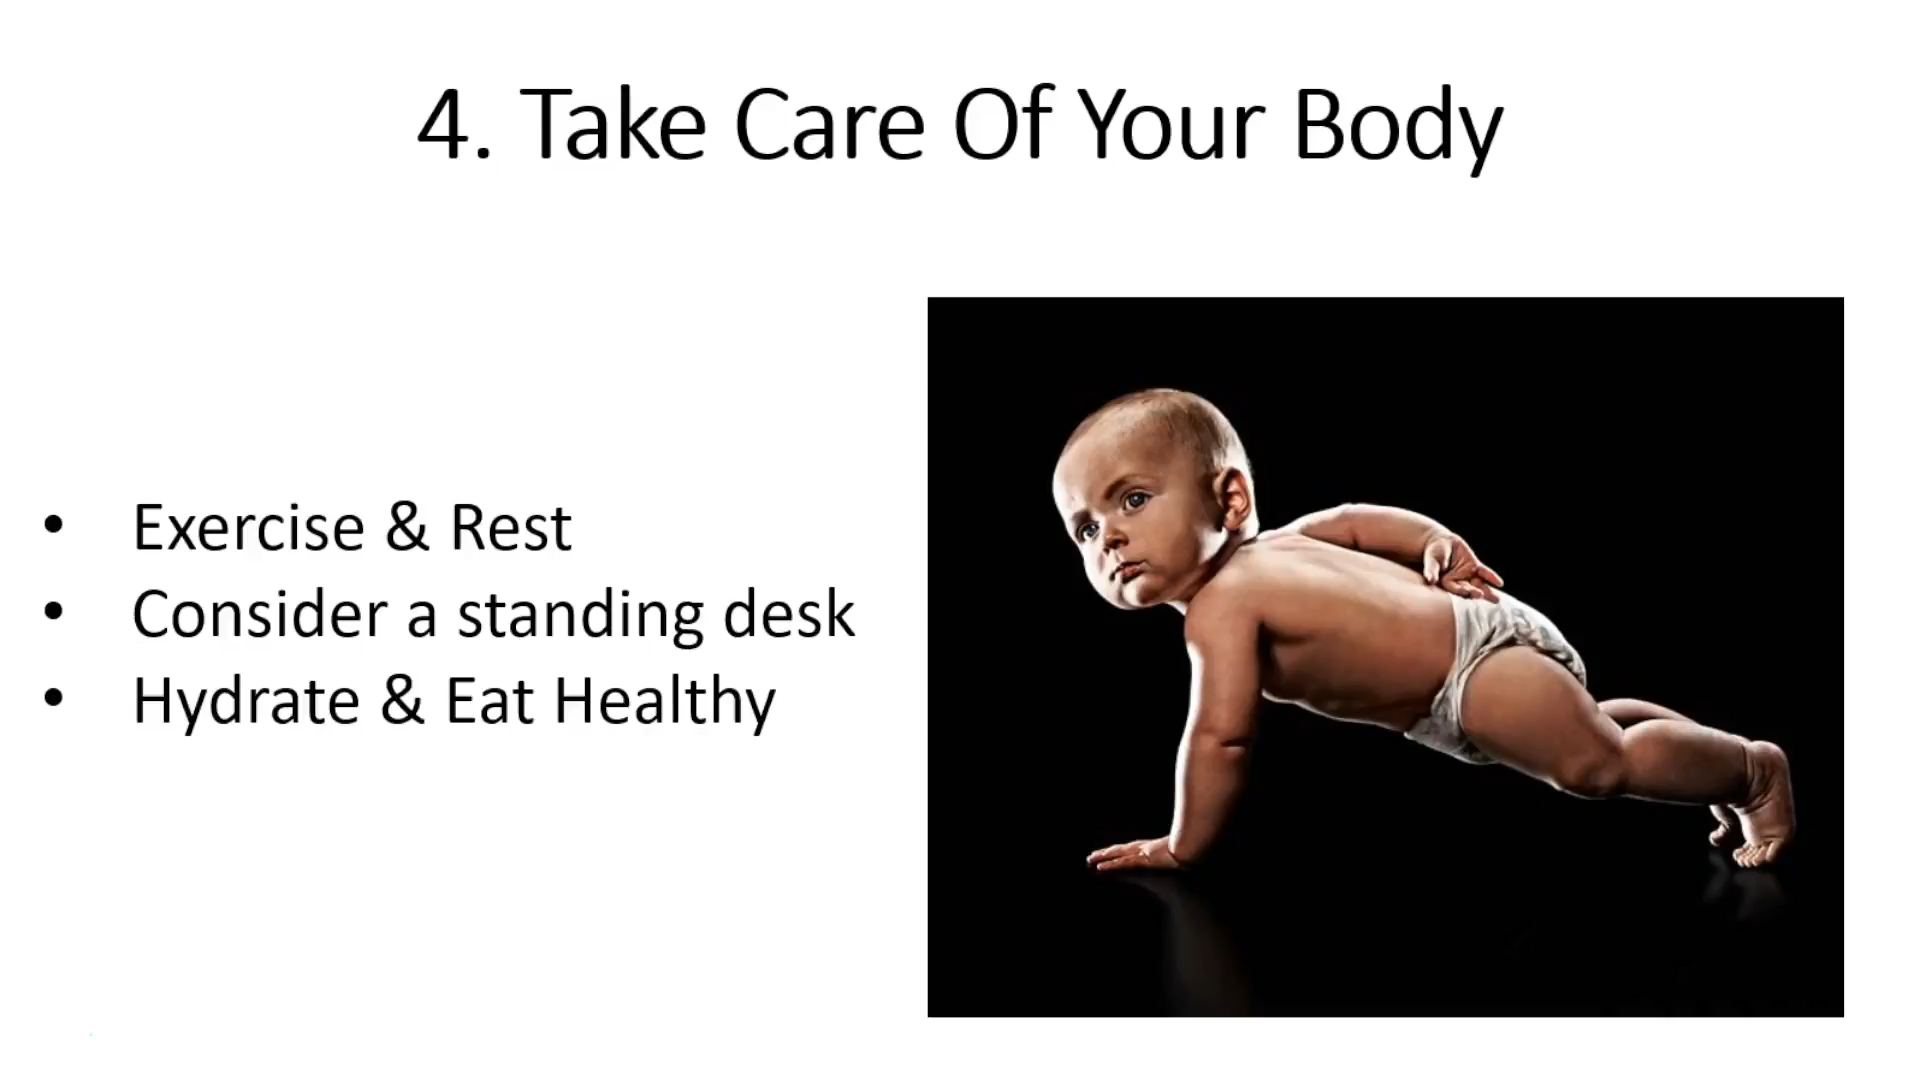 4. Take Care Of Your Body
• Exercise & Rest
• Consider a standing desk
• Hydrate & Eat Healthy